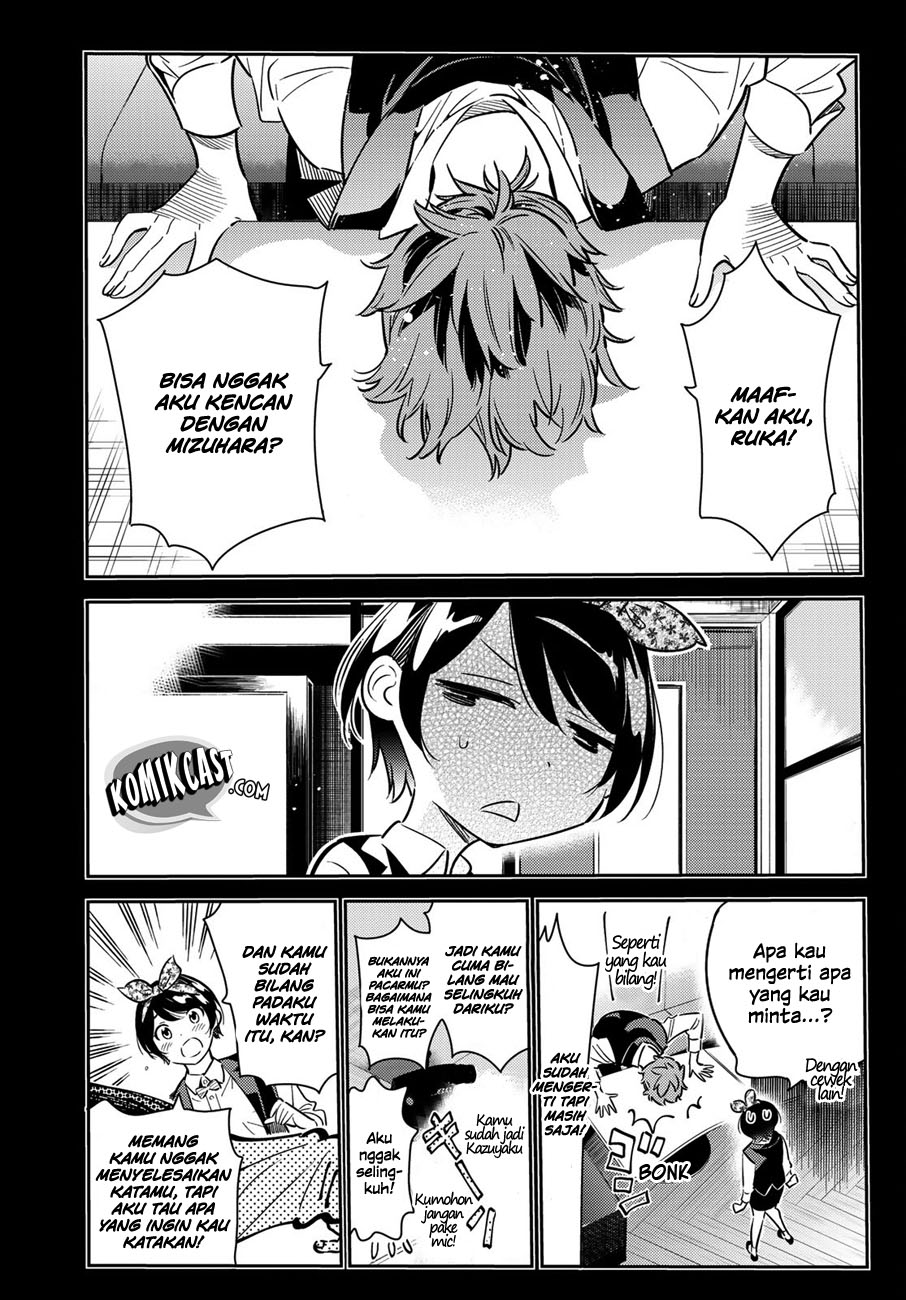 MAAF-
KAN AKU,
RUKA!
BISA NGGAK
AKU KENCAN
DENGAN
MIZUHARA?
KOMIKCAST
.COM
Apa kau
mengerti apa
yang kau
minta...?
Dengan
cewek
lain!
Seperti
yang kau
bilang!
AKU
SUDAH
MENGER-
TI TAPI
MASIH
SAJA!
BONK
JADI KAMU
CUMA BI-
LANG MAU
SELINGKUH
DARIKU?
BUKANNYA
AKU INI
PACARMU?
BAGAIMANA
BISA KAMU
MELAKU-
KAN ITU?
Kamu
sudah jadi
Kazuyaku
Aku
nggak
seling-
kuh!
Kumohon
jangan
pake
mic!
DAN KAMU
SUDAH
BILANG
PADAKU
WAKTU
ITU, KAN?
MEMANG
KAMU NGGAK
MENYELESAIKAN
KATAMU, TAPI
AKU TAU APA
YANG INGIN KAU
KATAKAN!